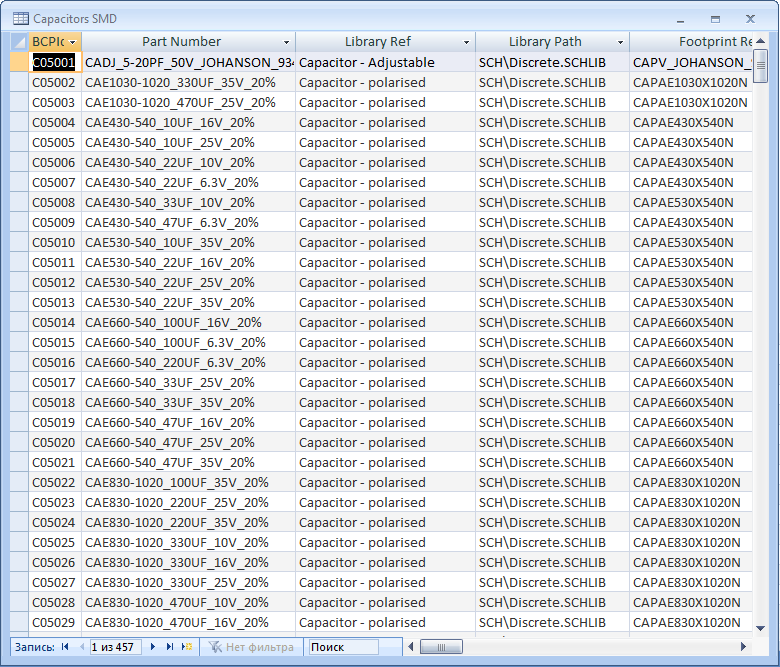 Capacitors SMD
BCPIc Part Number Library Ref Library Path Footprint Re
C05001 CADJ_5-20PF_50V_JOHANSON_934 Capacitor - Adjustable SCH\Discrete.SCHLIB CAPV_JOHANSON_
C05002 CAE1030-1020_330UF_35V_20% Capacitor - polarised SCH\Discrete.SCHLIB CAPAE1030X1020N
C05003 CAE1030-1020_470UF_25V_20% Capacitor - polarised SCH\Discrete.SCHLIB CAPAE1030X1020N
C05004 CAE430-540_10UF_16V_20% Capacitor - polarised SCH\Discrete.SCHLIB CAPAE430X540N
C05005 CAE430-540_10UF_25V_20% Capacitor - polarised SCH\Discrete.SCHLIB CAPAE430X540N
C05006 CAE430-540_22UF_10V_20% Capacitor - polarised SCH\Discrete.SCHLIB CAPAE430X540N
C05007 CAE430-540_22UF_6.3V_20% Capacitor - polarised SCH\Discrete.SCHLIB CAPAE430X540N
C05008 CAE430-540_33UF_10V_20% Capacitor - polarised SCH\Discrete.SCHLIB CAPAE430X540N
C05009 CAE430-540_47UF_6.3V_20% Capacitor - polarised SCH\Discrete.SCHLIB CAPAE430X540N
C05010 CAE530-540_10UF_35V_20% Capacitor - polarised SCH\Discrete.SCHLIB CAPAE530X540N
C05011 CAE530-540_22UF_16V_20% Capacitor - polarised SCH\Discrete.SCHLIB CAPAE530X540N
C05012 CAE530-540_22UF_25V_20% Capacitor - polarised SCH\Discrete.SCHLIB CAPAE530X540N
C05013 CAE530-540_22UF_35V_20% Capacitor - polarised SCH\Discrete.SCHLIB CAPAE530X540N
C05014 CAE660-540_100UF_16V_20% Capacitor - polarised SCH\Discrete.SCHLIB CAPAE660X540N
C05015 CAE660-540_100UF_6.3V_20% Capacitor - polarised SCH\Discrete.SCHLIB CAPAE660X540N
C05016 CAE660-540_220UF_6.3V_20% Capacitor - polarised SCH\Discrete.SCHLIB CAPAE660X540N
C05017 CAE660-540_33UF_25V_20% Capacitor - polarised SCH\Discrete.SCHLIB CAPAE660X540N
C05018 CAE660-540_33UF_35V_20% Capacitor - polarised SCH\Discrete.SCHLIB CAPAE660X540N
C05019 CAE660-540_47UF_16V_20% Capacitor - polarised SCH\Discrete.SCHLIB CAPAE660X540N
C05020 CAE660-540_47UF_25V_20% Capacitor - polarised SCH\Discrete.SCHLIB CAPAE660X540N
C05021 CAE660-540_47UF_35V_20% Capacitor - polarised SCH\Discrete.SCHLIB CAPAE660X540N
C05022 CAE830-1020_100UF_35V_20% Capacitor - polarised SCH\Discrete.SCHLIB CAPAE830X1020N
C05023 CAE830-1020_220UF_25V_20% Capacitor - polarised SCH\Discrete.SCHLIB CAPAE830X1020N
C05024 CAE830-1020_220UF_35V_20% Capacitor - polarised SCH\Discrete.SCHLIB CAPAE830X1020N
C05025 CAE830-1020_330UF_10V_20% Capacitor - polarised SCH\Discrete.SCHLIB CAPAE830X1020N
C05026 CAE830-1020_330UF_16V_20% Capacitor - polarised SCH\Discrete.SCHLIB CAPAE830X1020N
C05027 CAE830-1020_330UF_25V_20% Capacitor - polarised SCH\Discrete.SCHLIB CAPAE830X1020N
C05028 CAE830-1020_470UF_10V_20% Capacitor - polarised SCH\Discrete.SCHLIB CAPAE830X1020N
C05029 CAE830-1020_470UF_16V_20% Capacitor - polarised SCH\Discrete.SCHLIB CAPAE830X1020N
Запись: 1 из 457 Нет фильтра Поиск